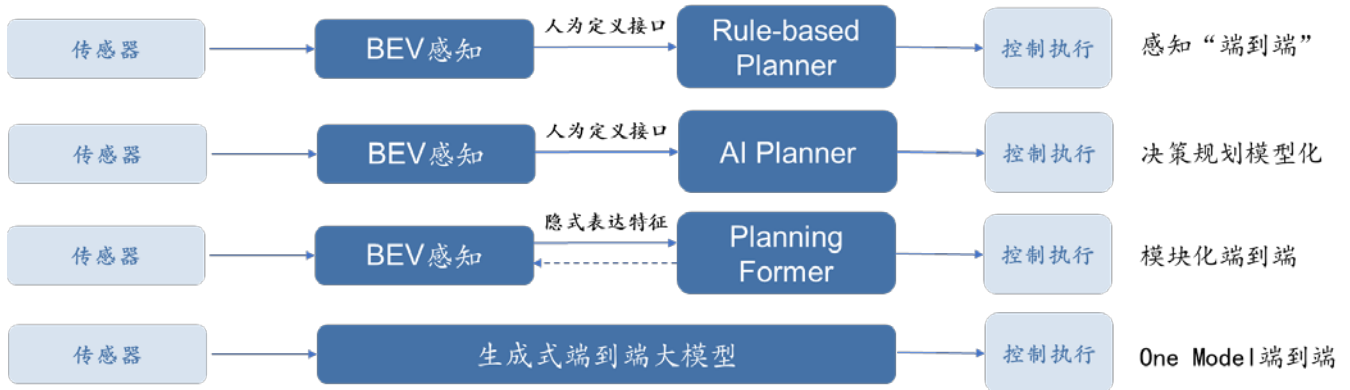 传感器
BEV感知
人为定义接口
Rule-based
Planner
控制执行
感知“端到端”
传感器
BEV感知
人为定义接口
AI Planner
控制执行
决策规划模型化
传感器
BEV感知
隐式表达特征
Planning
Former
控制执行
模块化端到端
传感器
生成式端到端大模型
控制执行
One Model端到端